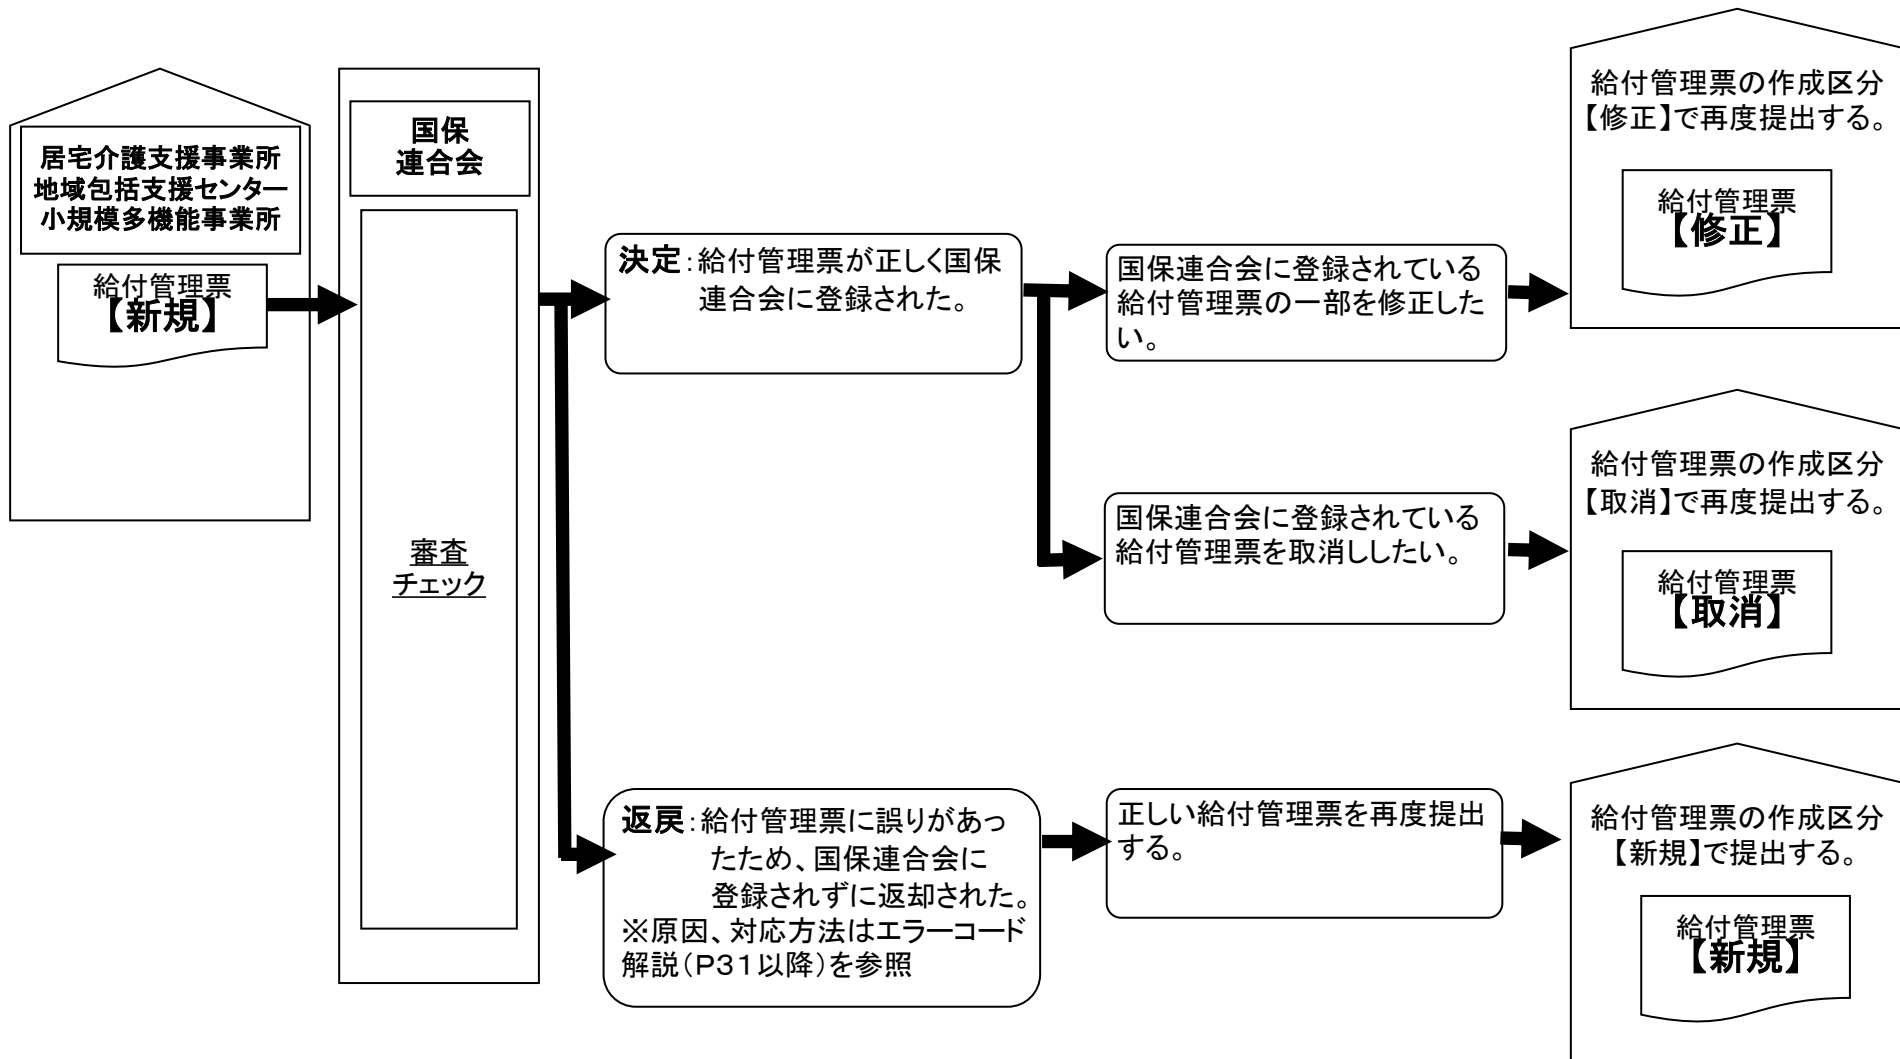 居宅介護支援事業所
地域包括支援センター
小規模多機能事業所
給付管理票
【新規】
国保
連合会
審査
チェック
決定：給付管理票が正しく国保
連合会に登録された。
国保連合会に登録されている
給付管理票の一部を修正した
い。
給付管理票の作成区分
【修正】で再度提出する。
給付管理票
【修正】
国保連合会に登録されている
給付管理票を取消ししたい。
給付管理票の作成区分
【取消】で再度提出する。
給付管理票
【取消】
返戻：給付管理票に誤りがあっ
たため、国保連合会に
登録されずに返却された。
※原因、対応方法はエラーコード
解説（P３１以降）を参照
正しい給付管理票を再度提出
する。
給付管理票の作成区分
【新規】で提出する。
給付管理票
【新規】